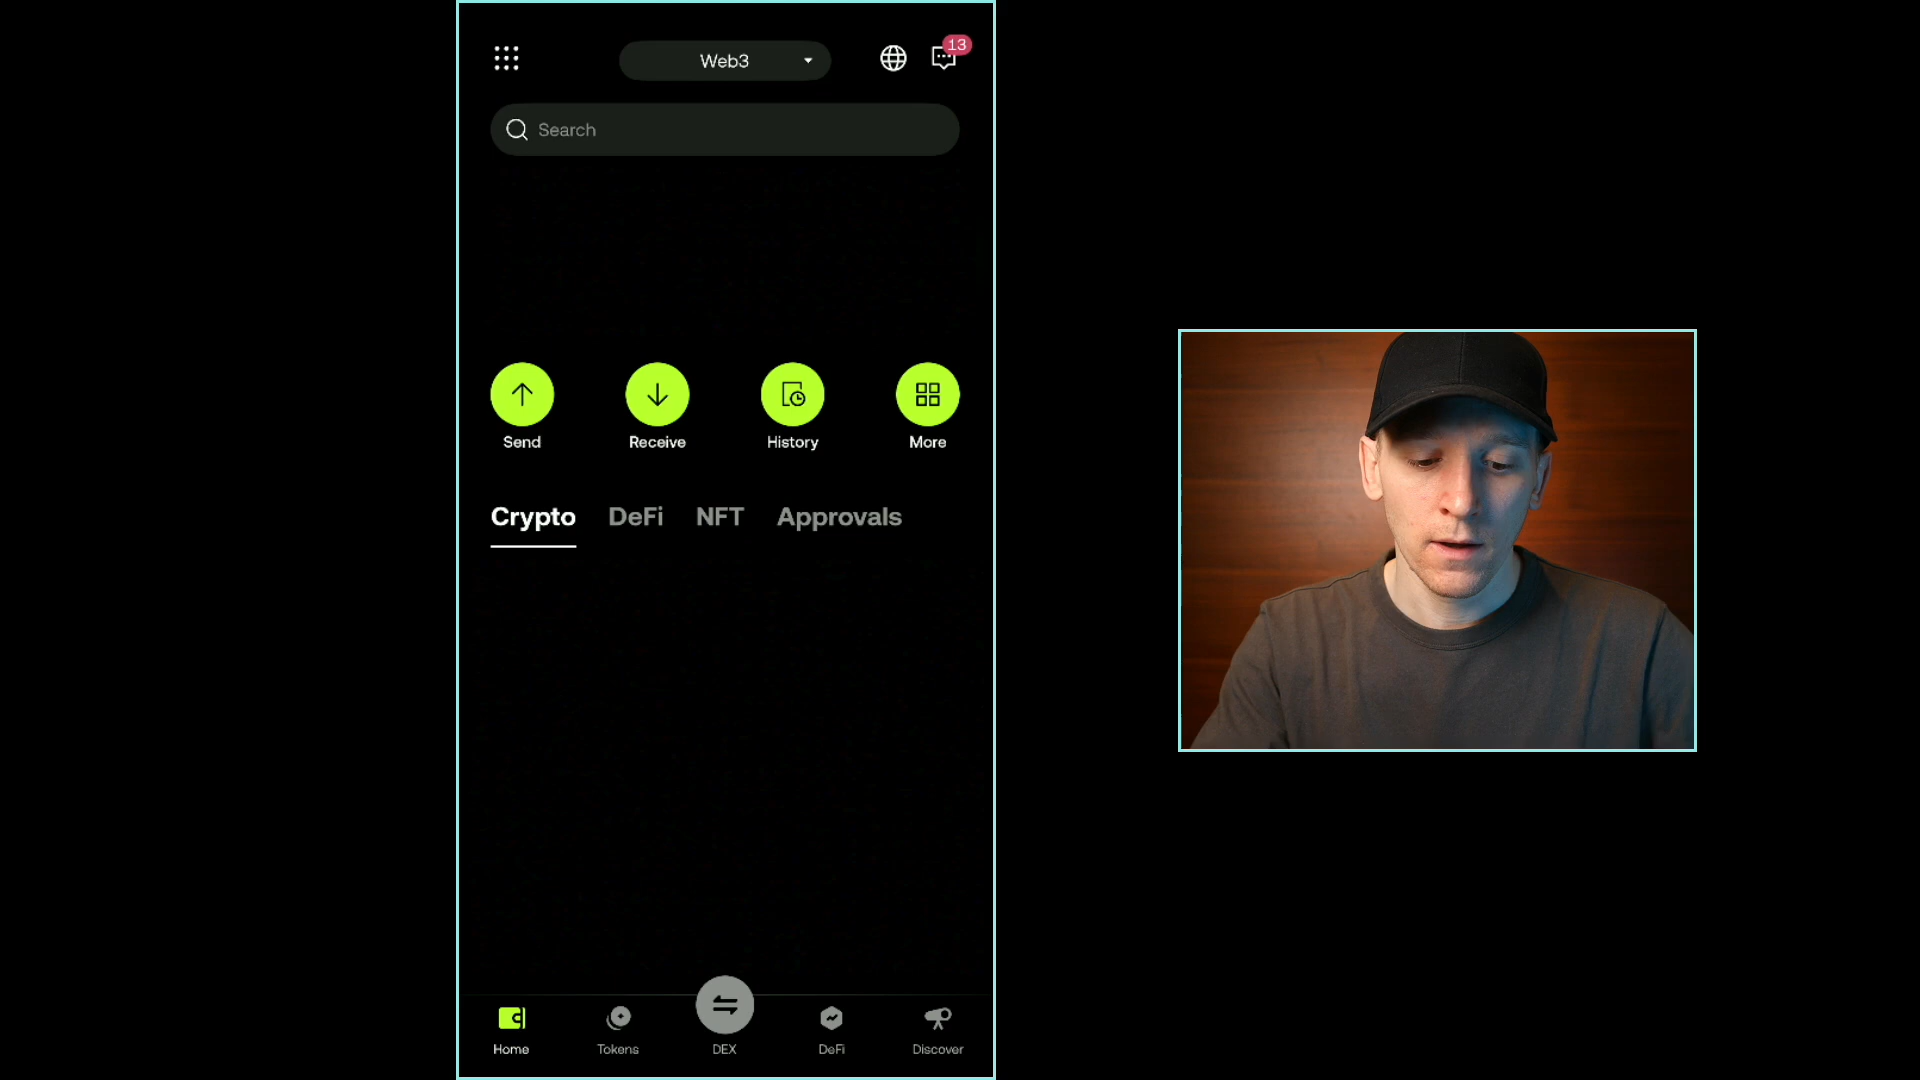 Web3
13
Search
Send Receive History More
Crypto DeFi NFT Approvals
Home Tokens DEX DeFi Discover